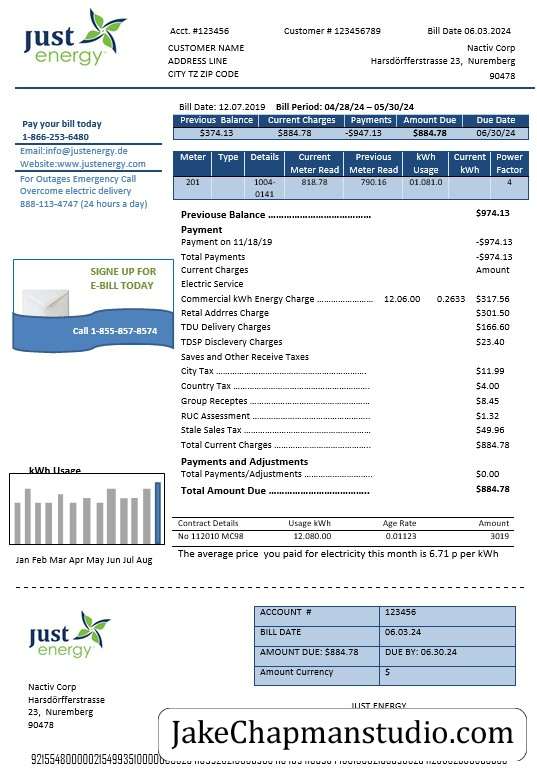 just energy
Acct. #123456 Customer # 123456789 Bill Date 06.03.2024
CUSTOMER NAME Nactiv Corp
ADDRESS LINE Harsdörfferstrasse 23, Nuremberg
CITY TZ ZIP CODE 90478
Bill Date: 12.07.2019 Bill Period: 04/28/24 – 05/30/24
Previous Balance Current Charges Payments Amount Due Due Date
$374.13 $884.78 -$947.13 $884.78 06/30/24
Pay your bill today
1-866-253-6480
Email:info@justenergy.de
Website:www.justenergy.com
For Outages Emergency Call
Overcome electric delivery
888-113-4747 (24 hours a day)
Meter Type Details Current Meter Read Previous Meter Read kWh Usage Current kWh Power Factor
201 1004-0141 818.78 790.16 01.081.0 4
Previouse Balance ........................................ $974.13
Payment
Payment on 11/18/19 -$974.13
Total Payments -$974.13
Current Charges Amount
Electric Service
Commercial kWh Energy Charge ...................... 12.06.00 0.2633 $317.56
Retal Addrres Charge $301.50
TDU Delivery Charges $166.60
TDSP Disclevery Charges $23.40
Saves and Other Receive Taxes
City Tax ........................................................ $11.99
Country Tax .................................................... $4.00
Group Receptes ............................................. $8.45
RUC Assessment ............................................ $1.32
Stale Sales Tax .............................................. $49.96
Total Current Charges .................................... $884.78
Payments and Adjustments
Total Payments/Adjustments .......................... $0.00
Total Amount Due ........................................ $884.78
SIGNE UP FOR
E-BILL TODAY
Call 1-855-857-8574
kWh Usage
Jan Feb Mar Apr May Jun Jul Aug
Contract Details Usage kWh Age Rate Amount
No 112010 MC98 12.080.00 0.01123 3019
The average price you paid for electricity this month is 6.71 p per kWh
just energy
ACCOUNT # 123456
BILL DATE 06.03.24
AMOUNT DUE: $884.78 DUE BY: 06.30.24
Amount Currency $
Nactiv Corp
Harsdörfferstrasse
23, Nuremberg
90478
JUST ENERGY
JakeChapmanstudio.com